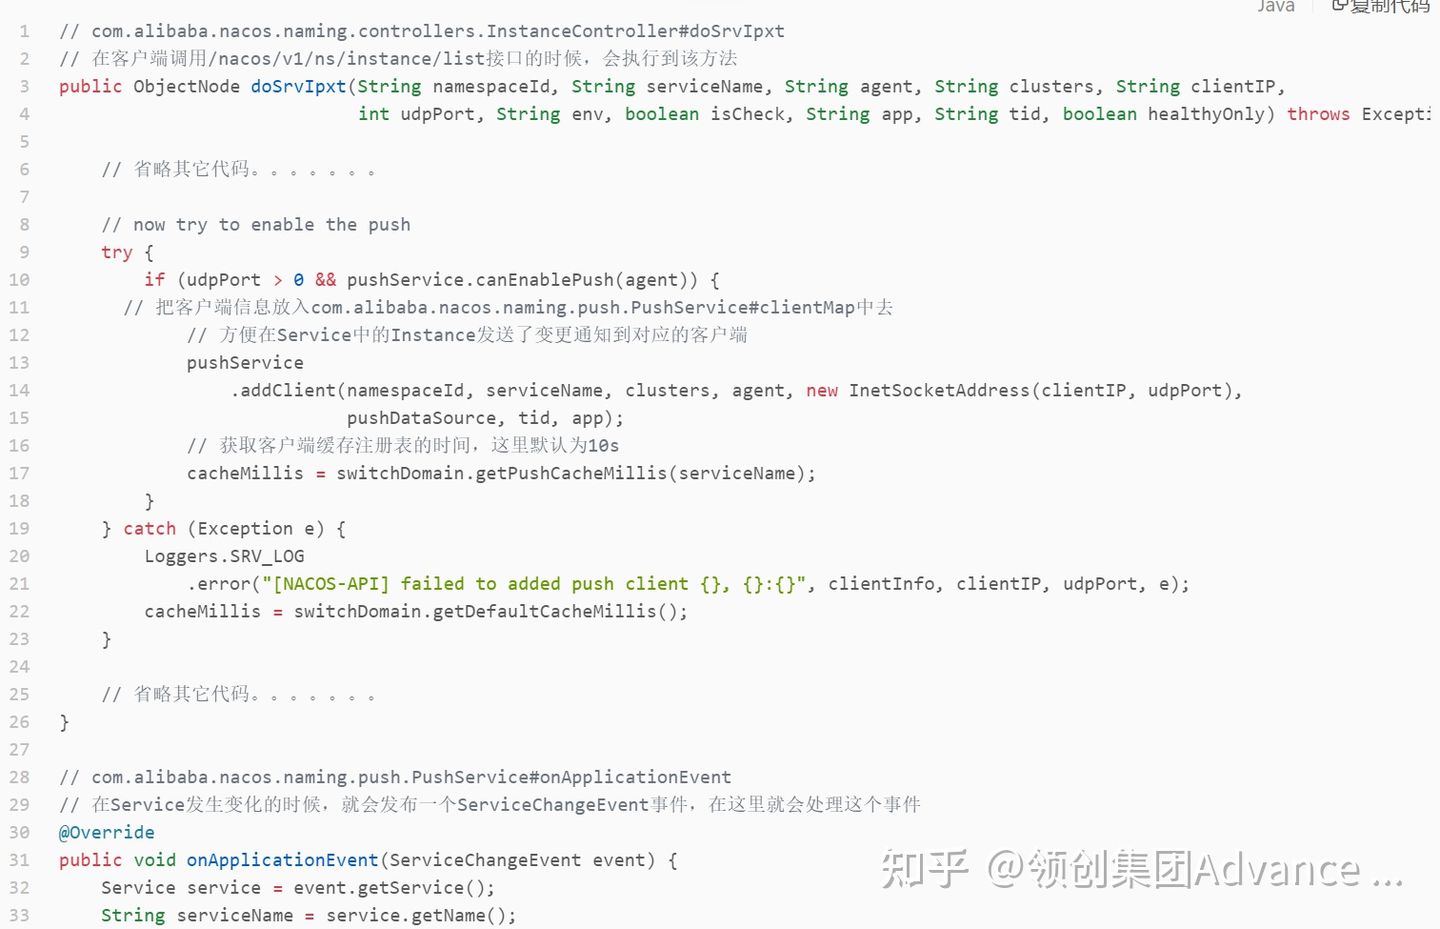 Java 复制代码
1 // com.alibaba.nacos.naming.controllers.InstanceController#doSrvIpxt
2 // 在客户端调用/nacos/v1/ns/instance/list接口的时候，会执行到该方法
3 public ObjectNode doSrvIpxt(String namespaceId, String serviceName, String agent, String clusters, String clientIP,
4 int udpPort, String env, boolean isCheck, String app, String tid, boolean healthyOnly) throws Excepti
5
6 // 省略其它代码。。。。。。。
7
8 // now try to enable the push
9 try {
10 if (udpPort > 0 && pushService.canEnablePush(agent)) {
11 // 把客户端信息放入com.alibaba.nacos.naming.push.PushService#clientMap中去
12 // 方便在Service中的Instance发送了变更通知到对应的客户端
13 pushService
14 .addClient(namespaceId, serviceName, clusters, agent, new InetSocketAddress(clientIP, udpPort),
15 pushDataSource, tid, app);
16 // 获取客户端缓存注册表的时间，这里默认为10s
17 cacheMillis = switchDomain.getPushCacheMillis(serviceName);
18 }
19 } catch (Exception e) {
20 Loggers.SRV_LOG
21 .error("[NACOS-API] failed to added push client {}, {}:{}", clientInfo, clientIP, udpPort, e);
22 cacheMillis = switchDomain.getDefaultCacheMillis();
23 }
24
25 // 省略其它代码。。。。。。。
26 }
27
28 // com.alibaba.nacos.naming.push.PushService#onApplicationEvent
29 // 在Service发生变化的时候，就会发布一个ServiceChangeEvent事件，在这里就会处理这个事件
30 @Override
31 public void onApplicationEvent(ServiceChangeEvent event) {
32 Service service = event.getService();
33 String serviceName = service.getName();
知乎 @领创集团Advance ...